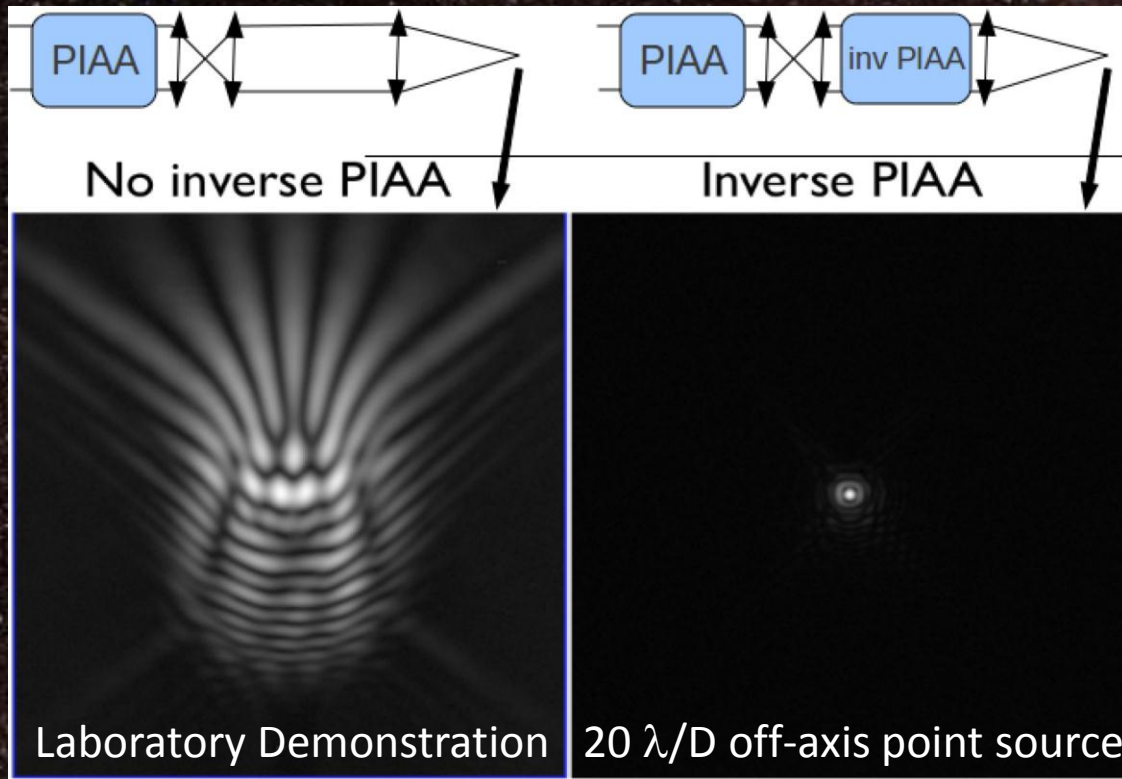 PIAA
PIAA
inv PIAA
No inverse PIAA
Inverse PIAA
Laboratory Demonstration
20 λ/D off-axis point source